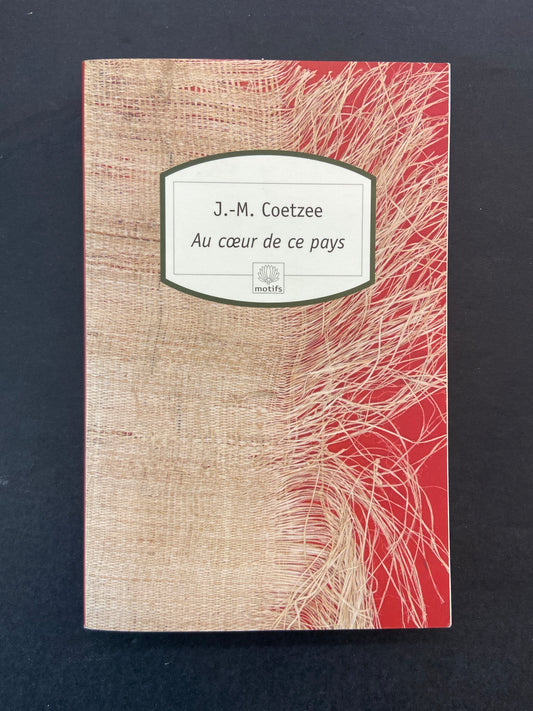 J.-M. Coetzee
Au cœur de ce pays
motifs